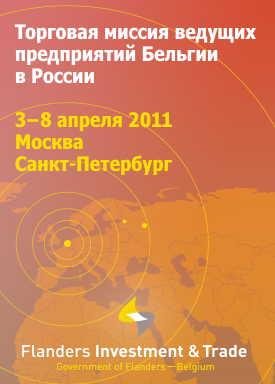 Торговая миссия ведущих
предприятий Бельгии
в России
3–8 апреля 2011
Москва
Санкт-Петербург
Flanders Investment & Trade
Government of Flanders — Belgium